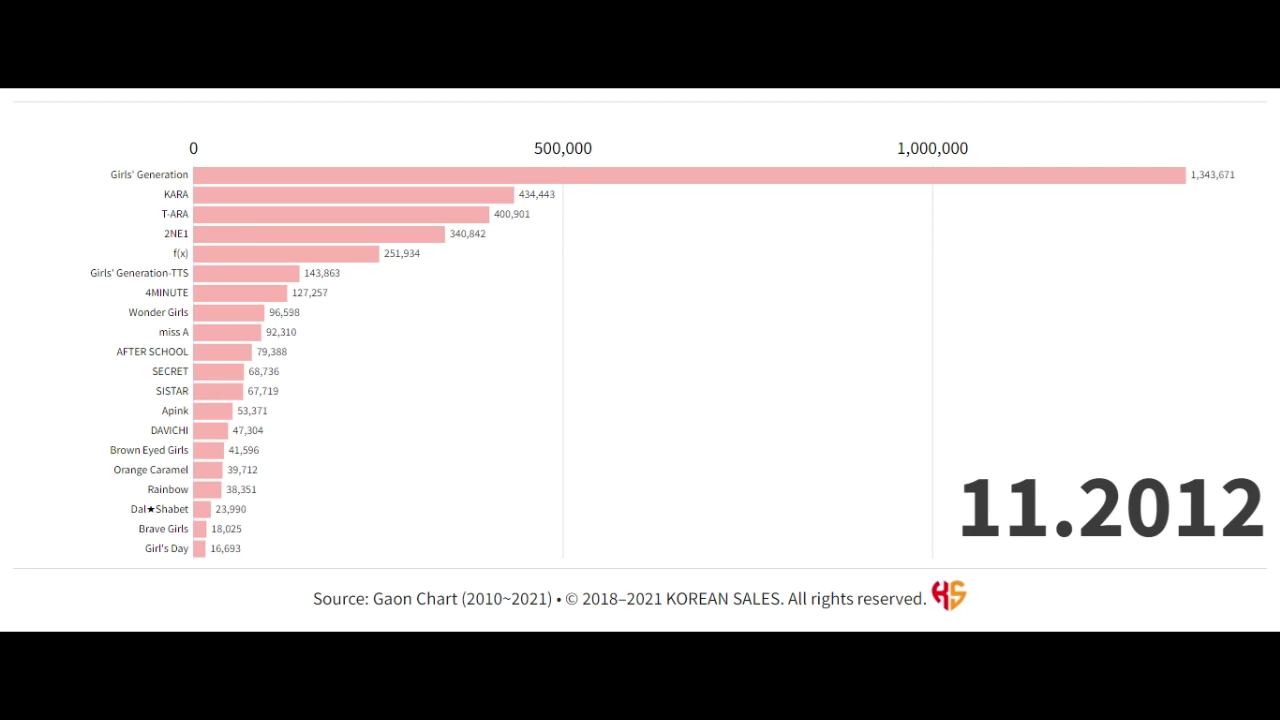 0 500,000 1,000,000
Girls' Generation 1,343,671
KARA 434,443
T-ARA 400,901
2NE1 340,842
f(x) 251,934
Girls' Generation-TTS 143,863
4MINUTE 127,257
Wonder Girls 96,598
miss A 92,310
AFTER SCHOOL 79,388
SECRET 68,736
SISTAR 67,719
Apink 53,371
DAVICHI 47,304
Brown Eyed Girls 41,596
Orange Caramel 39,712
Rainbow 38,351
Dal★Shabet 23,990
Brave Girls 18,025
Girl's Day 16,693
11.2012
Source: Gaon Chart (2010~2021) • © 2018–2021 KOREAN SALES. All rights reserved. KS